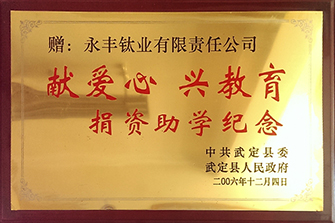 赠：永丰钛业有限责任公司
献爱心 兴教育
捐资助学纪念
中共武定县委
武定县人民政府
二00六年十二月四日